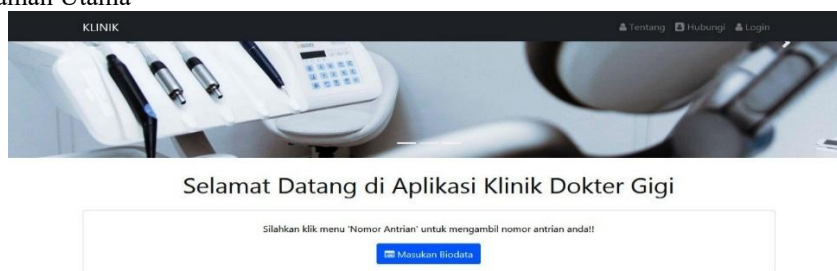 Utama
KLINIK Tentang Hubungi Login
Selamat Datang di Aplikasi Klinik Dokter Gigi
Silahkan klik menu 'Nomor Antrian' untuk mengambil nomor antrian anda!!
Masukan Biodata